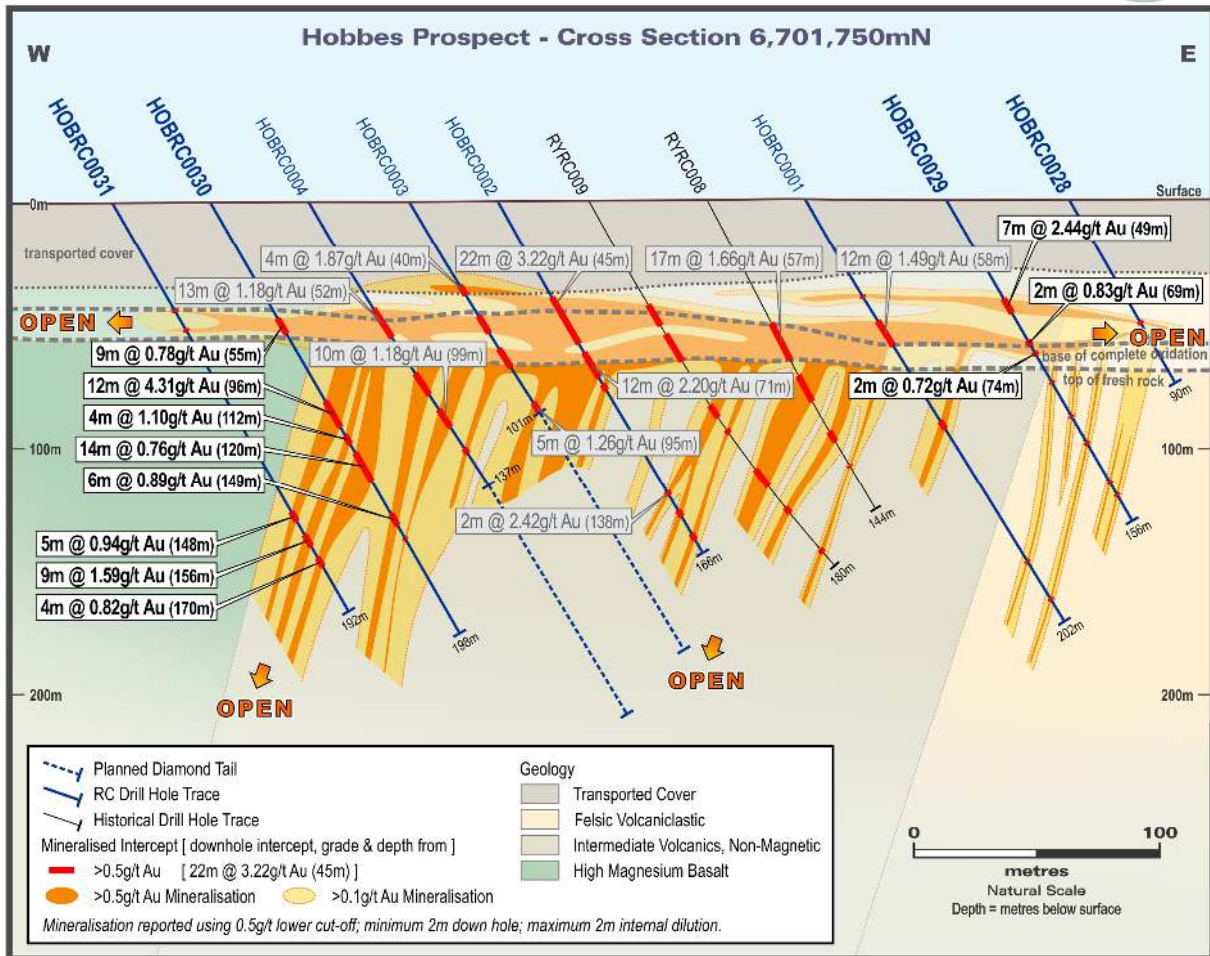 Hobbes Prospect - Cross Section 6,701,750mN
W
E
HOBRC0031
HOBRC0030
HOBRC0004
HOBRC0003
HOBRC0002
RYRC009
RYRC008
HOBRC0001
HOBRC0029
HOBRC0028
Surface
0m
transported cover
7m @ 2.44g/t Au (49m)
4m @ 1.87g/t Au (40m)
22m @ 3.22g/t Au (45m)
17m @ 1.66g/t Au (57m)
12m @ 1.49g/t Au (58m)
13m @ 1.18g/t Au (52m)
2m @ 0.83g/t Au (69m)
OPEN
OPEN
9m @ 0.78g/t Au (55m)
10m @ 1.18g/t Au (99m)
base of complete oxidation
12m @ 4.31g/t Au (96m)
12m @ 2.20g/t Au (71m)
2m @ 0.72g/t Au (74m)
top of fresh rock
90m
4m @ 1.10g/t Au (112m)
101m
5m @ 1.26g/t Au (95m)
100m
100m
14m @ 0.76g/t Au (120m)
6m @ 0.89g/t Au (149m)
137m
2m @ 2.42g/t Au (138m)
144m
156m
5m @ 0.94g/t Au (148m)
166m
180m
9m @ 1.59g/t Au (156m)
4m @ 0.82g/t Au (170m)
192m
198m
202m
200m
200m
OPEN
OPEN
Planned Diamond Tail
RC Drill Hole Trace
Historical Drill Hole Trace
Mineralised Intercept [ downhole intercept, grade & depth from ]
>0.5g/t Au [ 22m @ 3.22g/t Au (45m) ]
>0.5g/t Au Mineralisation
>0.1g/t Au Mineralisation
Mineralisation reported using 0.5g/t lower cut-off; minimum 2m down hole; maximum 2m internal dilution.
Geology
Transported Cover
Felsic Volcaniclastic
Intermediate Volcanics, Non-Magnetic
High Magnesium Basalt
0
100
metres
Natural Scale
Depth = metres below surface